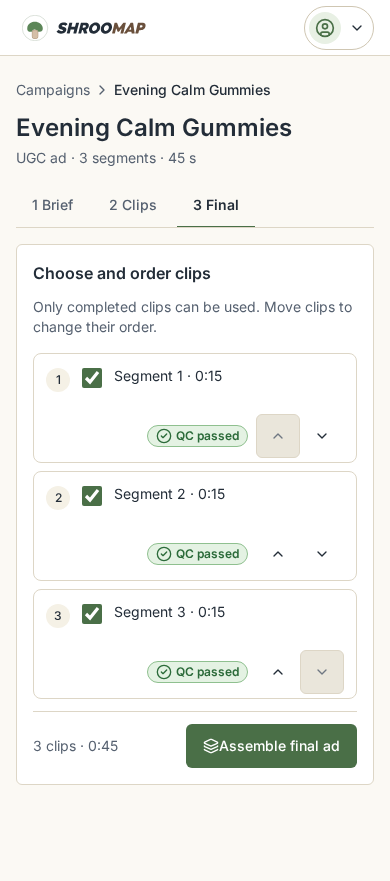 SHROOMAP
Campaigns > Evening Calm Gummies
Evening Calm Gummies
UGC ad · 3 segments · 45 s
1 Brief 2 Clips 3 Final
Choose and order clips
Only completed clips can be used. Move clips to
change their order.
1 Segment 1 · 0:15
QC passed
2 Segment 2 · 0:15
QC passed
3 Segment 3 · 0:15
QC passed
3 clips · 0:45 Assemble final ad